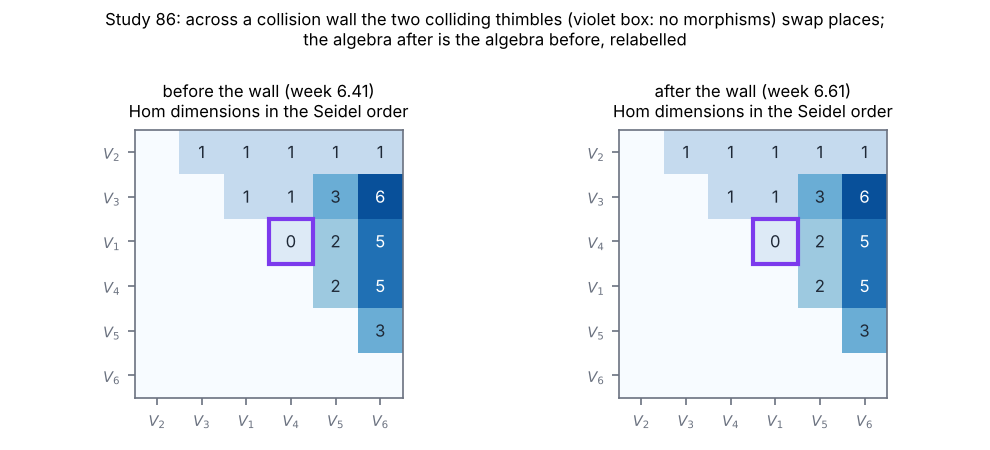 Study 86: across a collision wall the two colliding thimbles (violet box: no morphisms) swap places;
the algebra after is the algebra before, relabelled
before the wall (week 6.41)
Hom dimensions in the Seidel order
V₂ 1 1 1 1 1
V₃ 1 1 3 6
V₁ 0 2 5
V₄ 2 5
V₅ 3
V₆
V₂ V₃ V₁ V₄ V₅ V₆
after the wall (week 6.61)
Hom dimensions in the Seidel order
V₂ 1 1 1 1 1
V₃ 1 1 3 6
V₄ 0 2 5
V₁ 2 5
V₅ 3
V₆
V₂ V₃ V₄ V₁ V₅ V₆